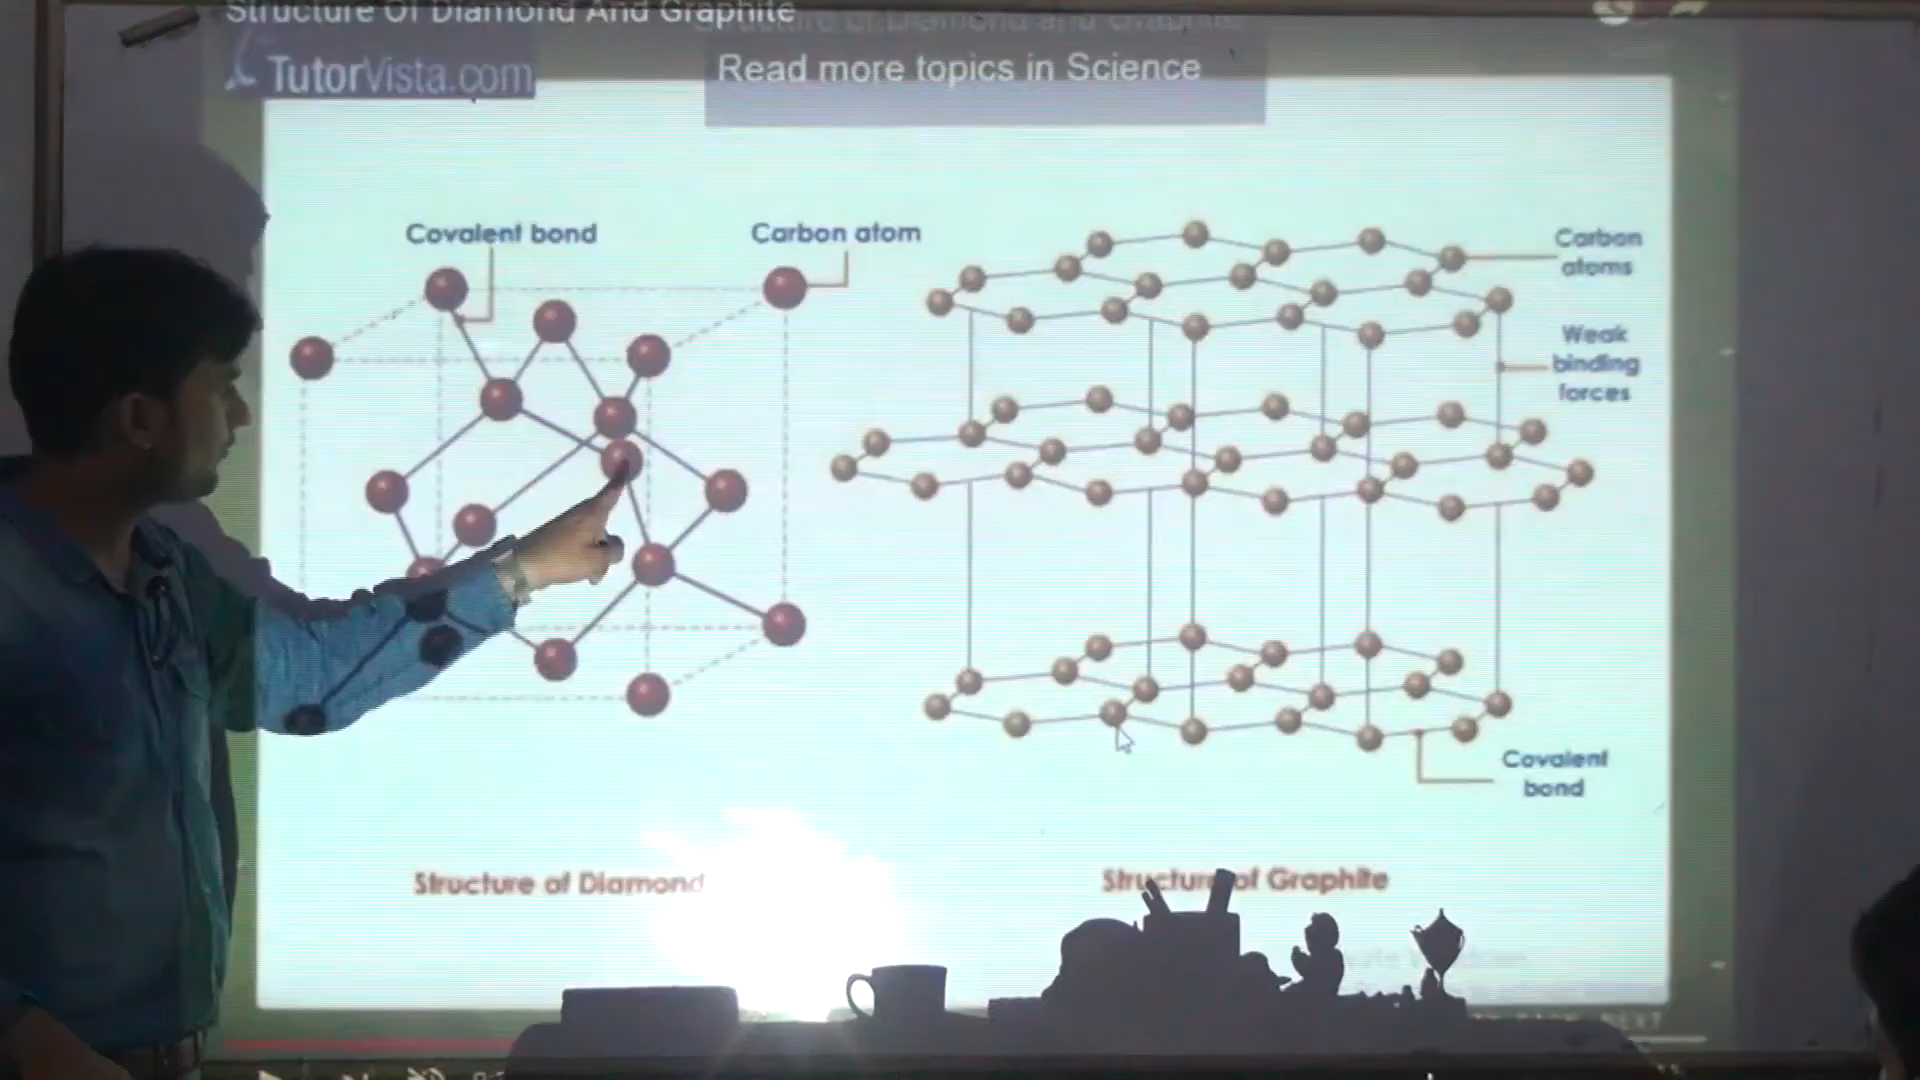 Structure Of Diamond And Graphite
TutorVista.com
Read more topics in Science
Covalent bond
Carbon atom
Carbon
atoms
Weak
binding
forces
Covalent
bond
Structure of Diamond
Structure of Graphite
NEXT